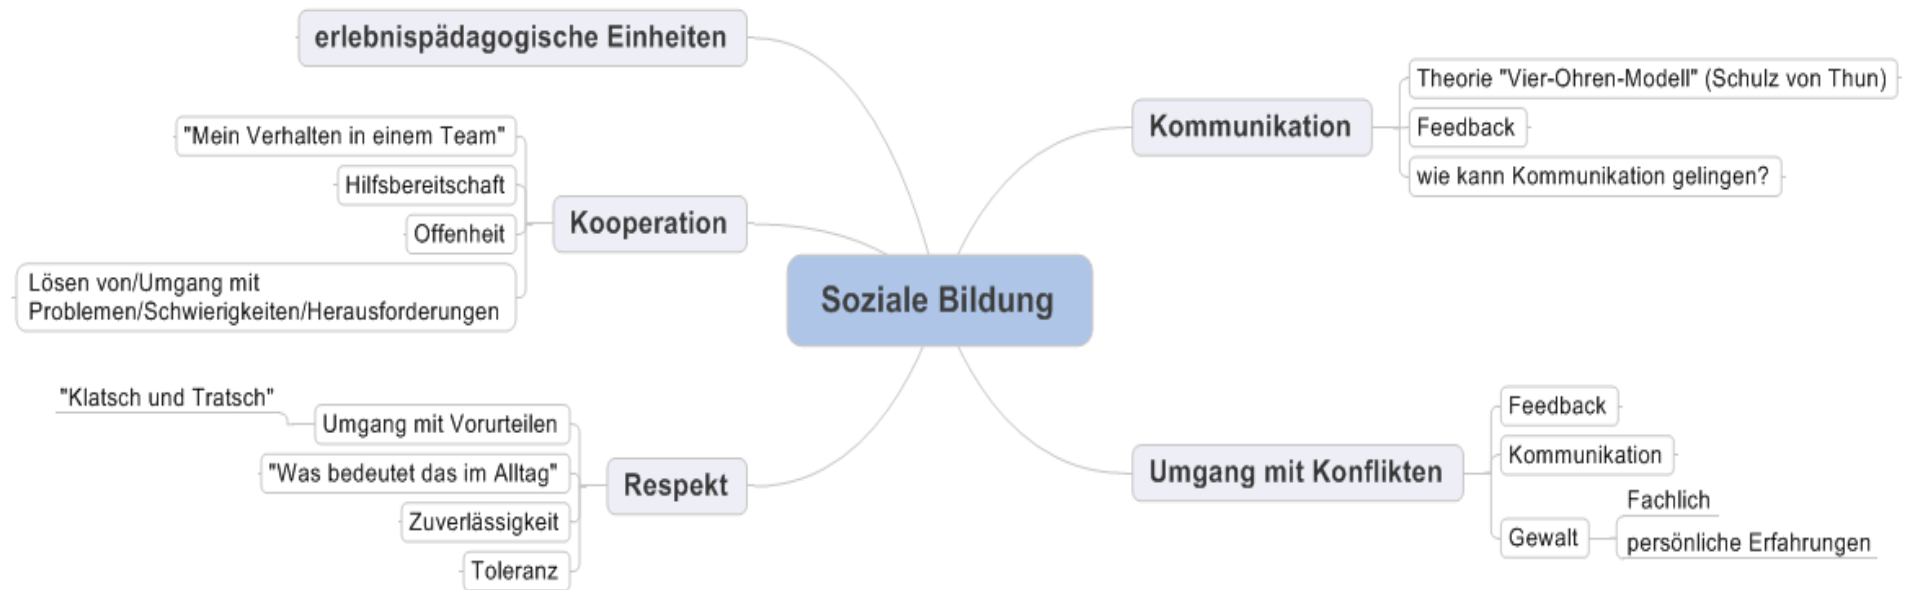 erlebnispädagogische Einheiten
"Mein Verhalten in einem Team"
Hilfsbereitschaft
Offenheit
Lösen von/Umgang mit
Problemen/Schwierigkeiten/Herausforderungen
Kooperation
"Klatsch und Tratsch"
Umgang mit Vorurteilen
"Was bedeutet das im Alltag"
Zuverlässigkeit
Toleranz
Respekt
Soziale Bildung
Kommunikation
Theorie "Vier-Ohren-Modell" (Schulz von Thun)
Feedback
wie kann Kommunikation gelingen?
Umgang mit Konflikten
Feedback
Kommunikation
Gewalt
Fachlich
persönliche Erfahrungen